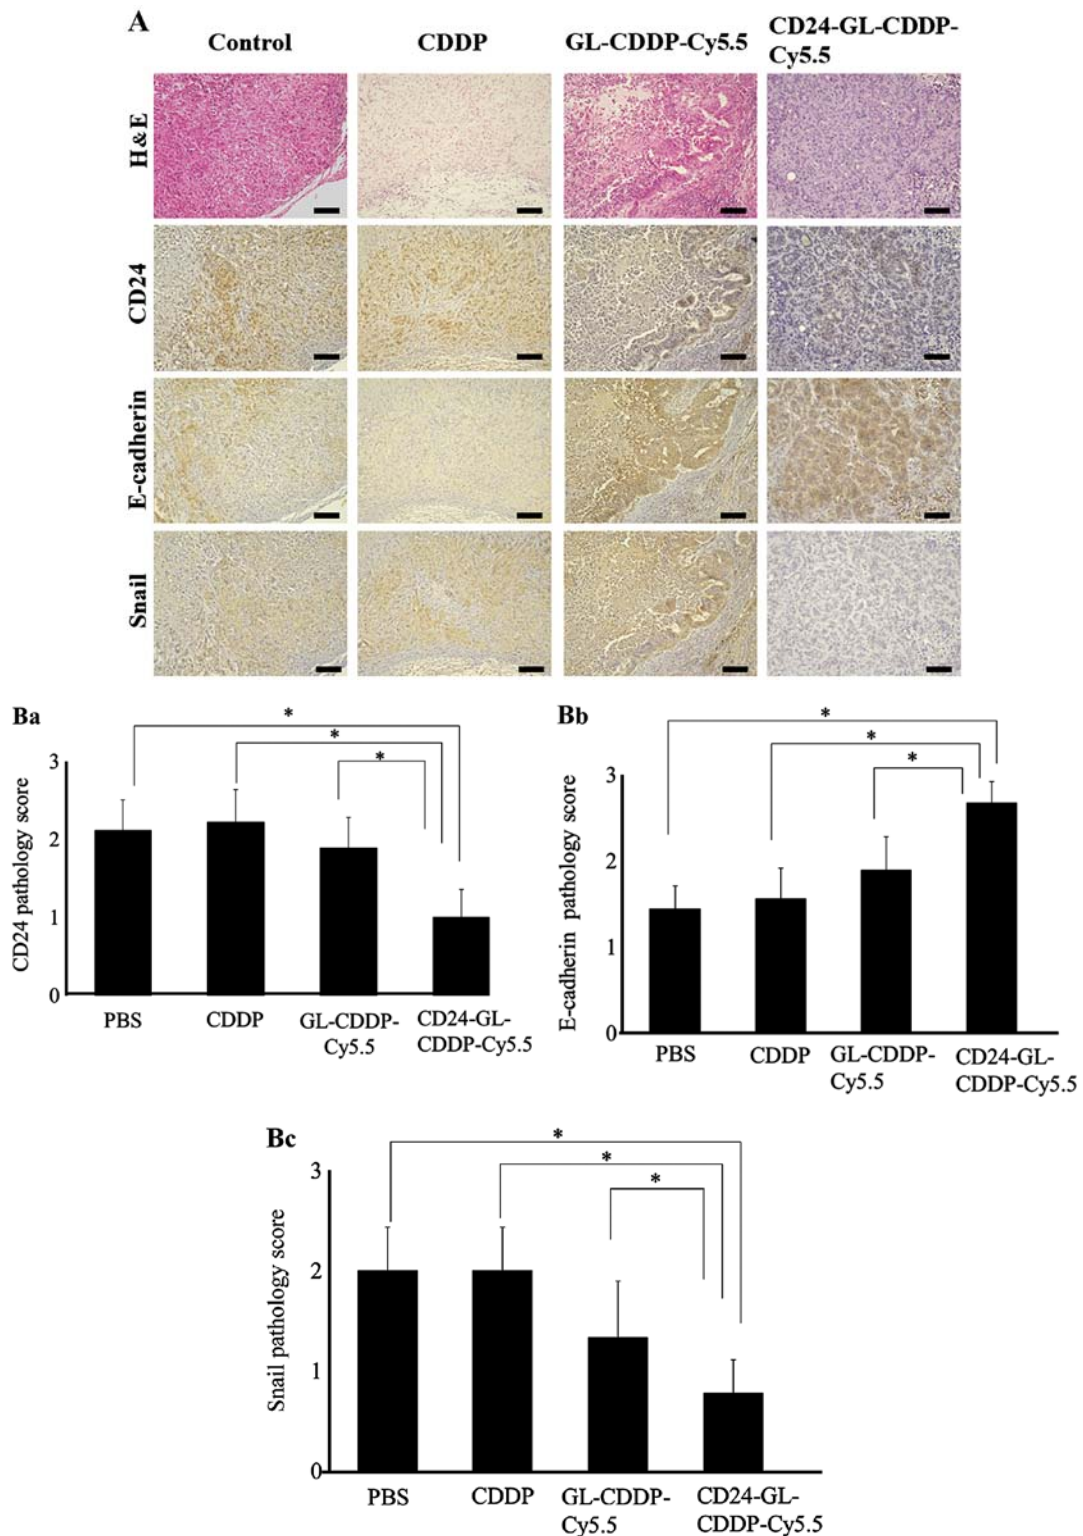 A
Control
CDDP
GL-CDDP-Cy5.5
CD24-GL-CDDP-
Cy5.5
H&E
CD24
E-cadherin
Snail
Ba
*
*
*
CD24 pathology score
3
2
1
0
PBS
CDDP
GL-CDDP-
Cy5.5
CD24-GL-
CDDP-Cy5.5
Bb
*
*
*
E-cadherin pathology score
3
2
1
0
PBS
CDDP
GL-CDDP-
Cy5.5
CD24-GL-
CDDP-Cy5.5
Bc
*
*
*
Snail pathology score
3
2
1
0
PBS
CDDP
GL-CDDP-
Cy5.5
CD24-GL-
CDDP-Cy5.5